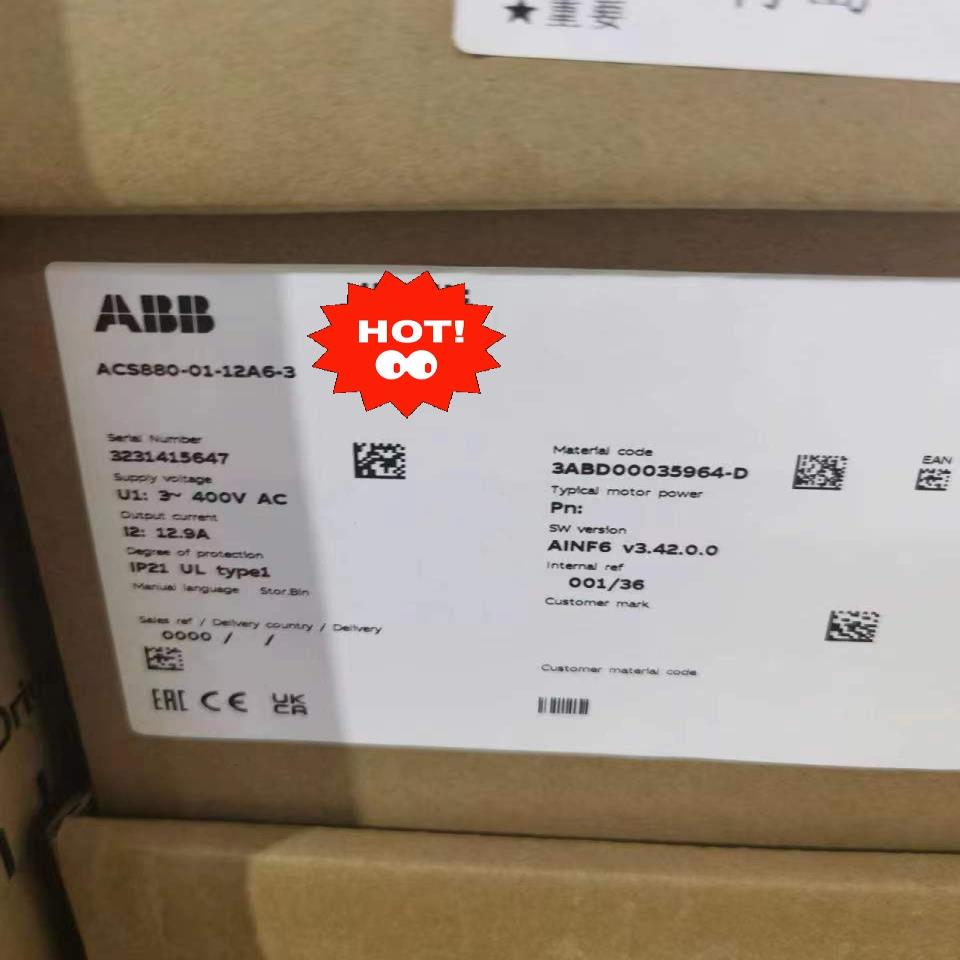 ★重要
ABB
HOT!
ACS880-01-12A6-3
Serial Number
3231415647
Supply voltage
U1: 3~ 400V AC
Output current
I2: 12.9A
Degree of protection
IP21 UL type1
Manual language Stor.Bin
Sales ref / Delivery country / Delivery
0000 / /
EAC CE UK CA
Material code
3ABD00035964-D
Typical motor power
Pn:
SW version
AINF6 v3.42.0.0
Internal ref
001/36
Customer mark
Customer material code
EAN